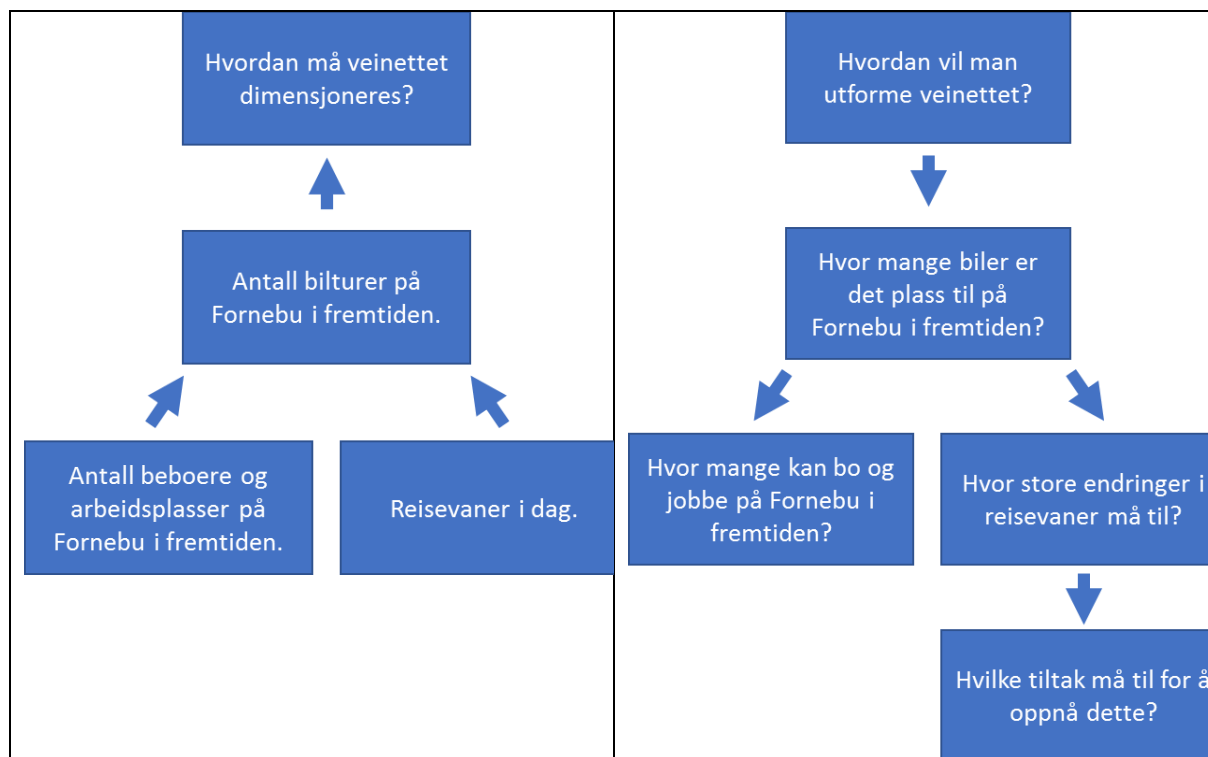 Hvordan må veinettet
dimensjoneres?
Antall bilturer på
Fornebu i fremtiden.
Antall beboere og
arbeidsplasser på
Fornebu i fremtiden.
Reisevaner i dag.
Hvordan vil man
utforme veinettet?
Hvor mange biler er
det plass til på
Fornebu i fremtiden?
Hvor mange kan bo og
jobbe på Fornebu i
fremtiden?
Hvor store endringer i
reisevaner må til?
Hvilke tiltak må til for å
oppnå dette?